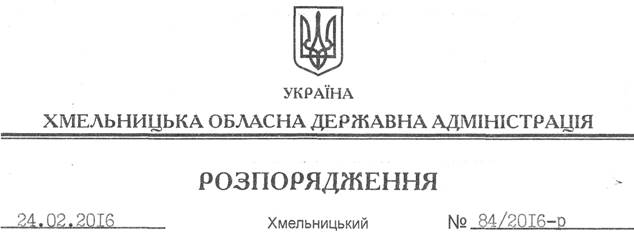 УКРАЇНА
ХМЕЛЬНИЦЬКА ОБЛАСНА ДЕРЖАВНА АДМІНІСТРАЦІЯ
РОЗПОРЯДЖЕННЯ
24.02.2016 Хмельницький № 84/2016-р